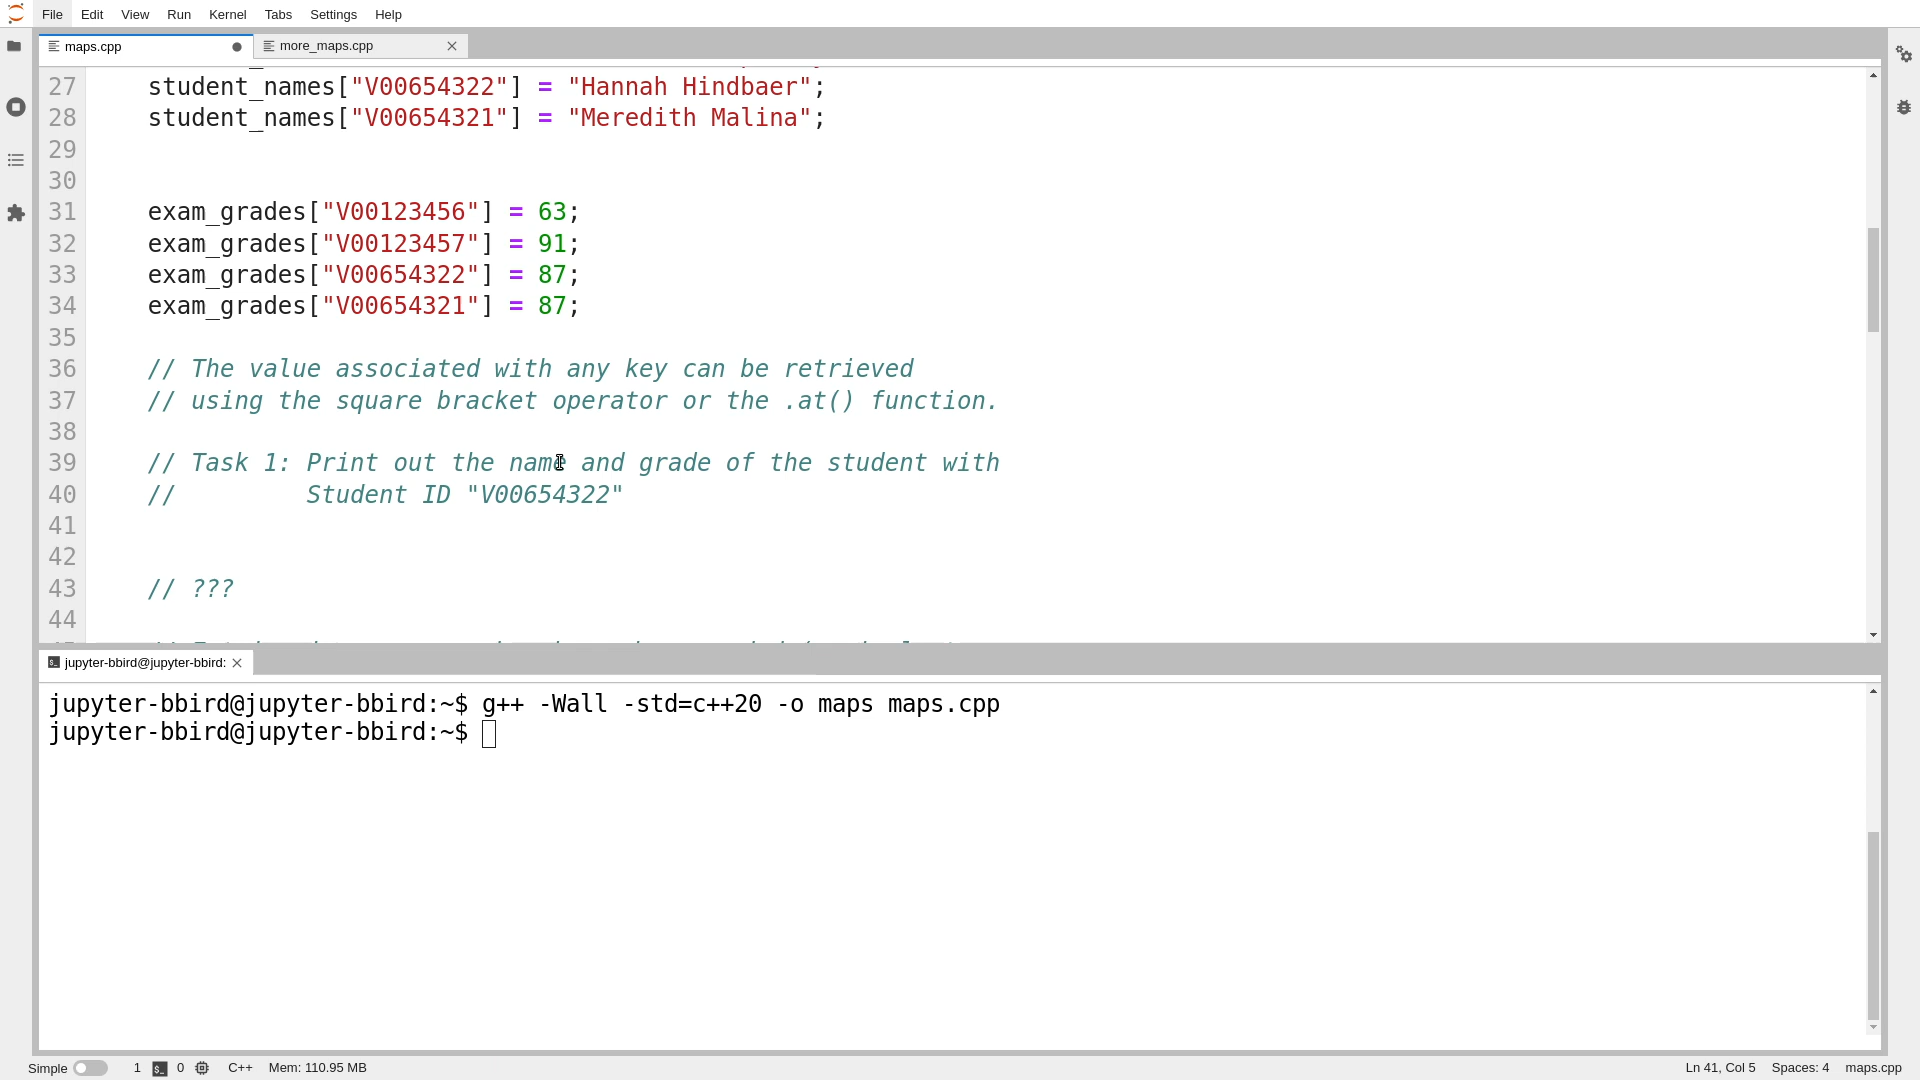 File Edit View Run Kernel Tabs Settings Help
maps.cpp more_maps.cpp
27 student_names["V00654322"] = "Hannah Hindbaer";
28 student_names["V00654321"] = "Meredith Malina";
29
30
31 exam_grades["V00123456"] = 63;
32 exam_grades["V00123457"] = 91;
33 exam_grades["V00654322"] = 87;
34 exam_grades["V00654321"] = 87;
35
36 // The value associated with any key can be retrieved
37 // using the square bracket operator or the .at() function.
38
39 // Task 1: Print out the name and grade of the student with
40 // Student ID "V00654322"
41
42
43 // ???
44
jupyter-bbird@jupyter-bbird:
jupyter-bbird@jupyter-bbird:~$ g++ -Wall -std=c++20 -o maps maps.cpp
jupyter-bbird@jupyter-bbird:~$
Simple 1 $_ 0 C++ Mem: 110.95 MB Ln 41, Col 5 Spaces: 4 maps.cpp